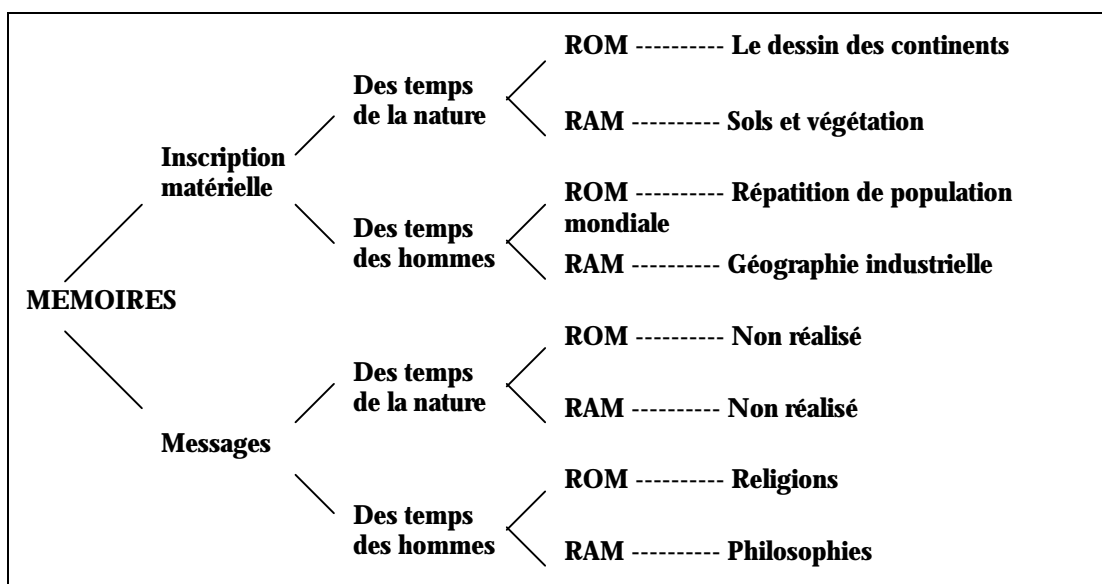 ROM ---------- Le dessin des continents
Des temps
de la nature
RAM ---------- Sols et végétation
Inscription
matérielle
ROM ---------- Répatition de population
mondiale
Des temps
des hommes
RAM ---------- Géographie industrielle
MEMOIRES
ROM ---------- Non réalisé
Des temps
de la nature
RAM ---------- Non réalisé
Messages
ROM ---------- Religions
Des temps
des hommes
RAM ---------- Philosophies